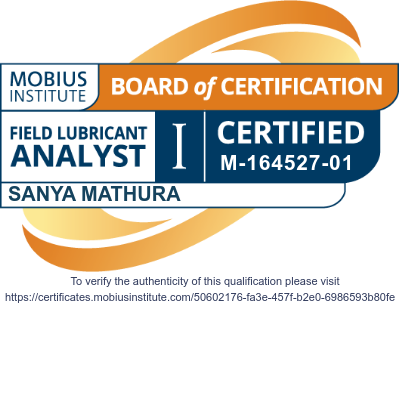 MOBIUS
INSTITUTE
BOARD of CERTIFICATION
FIELD LUBRICANT
ANALYST
I
CERTIFIED
M-164527-01
SANYA MATHURA
To verify the authenticity of this qualification please visit
https://certificates.mobiusinstitute.com/50602176-fa3e-457f-b2e0-6986593b80fe